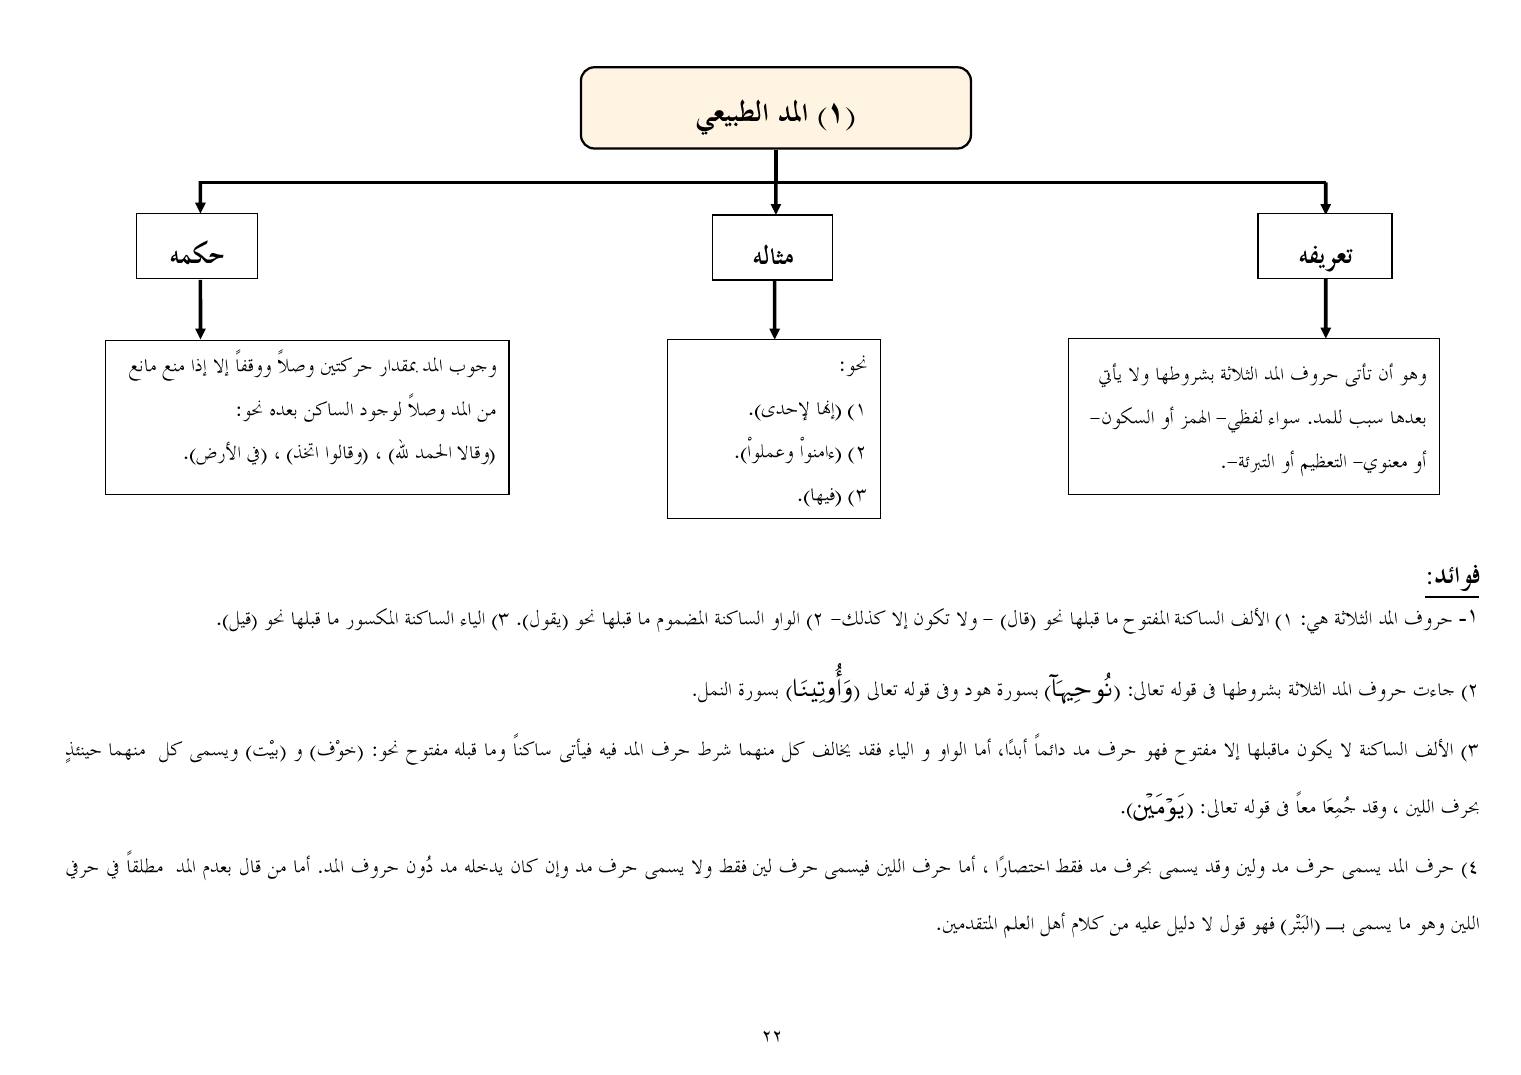 (١) المد الطبيعي
تعريفه
مثاله
حكمه
وهو أن تأتى حروف المد الثلاثة بشروطها ولا يأتي
بعدها سبب للمد. سواء لفظي– الهمز أو السكون–
أو معنوي– التعظيم أو التبرئة–.
نحو:
١) (إنها لإحدى).
٢) (ءامنواْ وعملواْ).
٣) (فيها).
وجوب المد بمقدار حركتين وصلاً ووقفاً إلا إذا منع مانع
من المد وصلاً لوجود الساكن بعده نحو:
(وقالا الحمد لله) ، (وقالوا اتخذ) ، (في الأرض).
فوائد:
١- حروف المد الثلاثة هي: ١) الألف الساكنة المفتوح ما قبلها نحو (قال) – ولا تكون إلا كذلك– ٢) الواو الساكنة المضموم ما قبلها نحو (يقول). ٣) الياء الساكنة المكسور ما قبلها نحو (قيل).
٢) جاءت حروف المد الثلاثة بشروطها فى قوله تعالى: (نُوحِيهَآ) بسورة هود وفى قوله تعالى (وَأُوتِينَا) بسورة النمل.
٣) الألف الساكنة لا يكون ماقبلها إلا مفتوح فهو حرف مد دائماً أبدًا، أما الواو و الياء فقد يخالف كل منهما شرط حرف المد فيه فيأتى ساكناً وما قبله مفتوح نحو: (خوْف) و (بيْت) ويسمى كل منهما حينئذٍ
بحرف اللين ، وقد جُمِعَا معاً فى قوله تعالى: (يَوْمَيْنِ).
٤) حرف المد يسمى حرف مد ولين وقد يسمى بحرف مد فقط اختصارًا ، أما حرف اللين فيسمى حرف لين فقط ولا يسمى حرف مد وإن كان يدخله مد دُون حروف المد. أما من قال بعدم المد مطلقاً في حرفي
اللين وهو ما يسمى بـــ (البَتْر) فهو قول لا دليل عليه من كلام أهل العلم المتقدمين.
٢٢